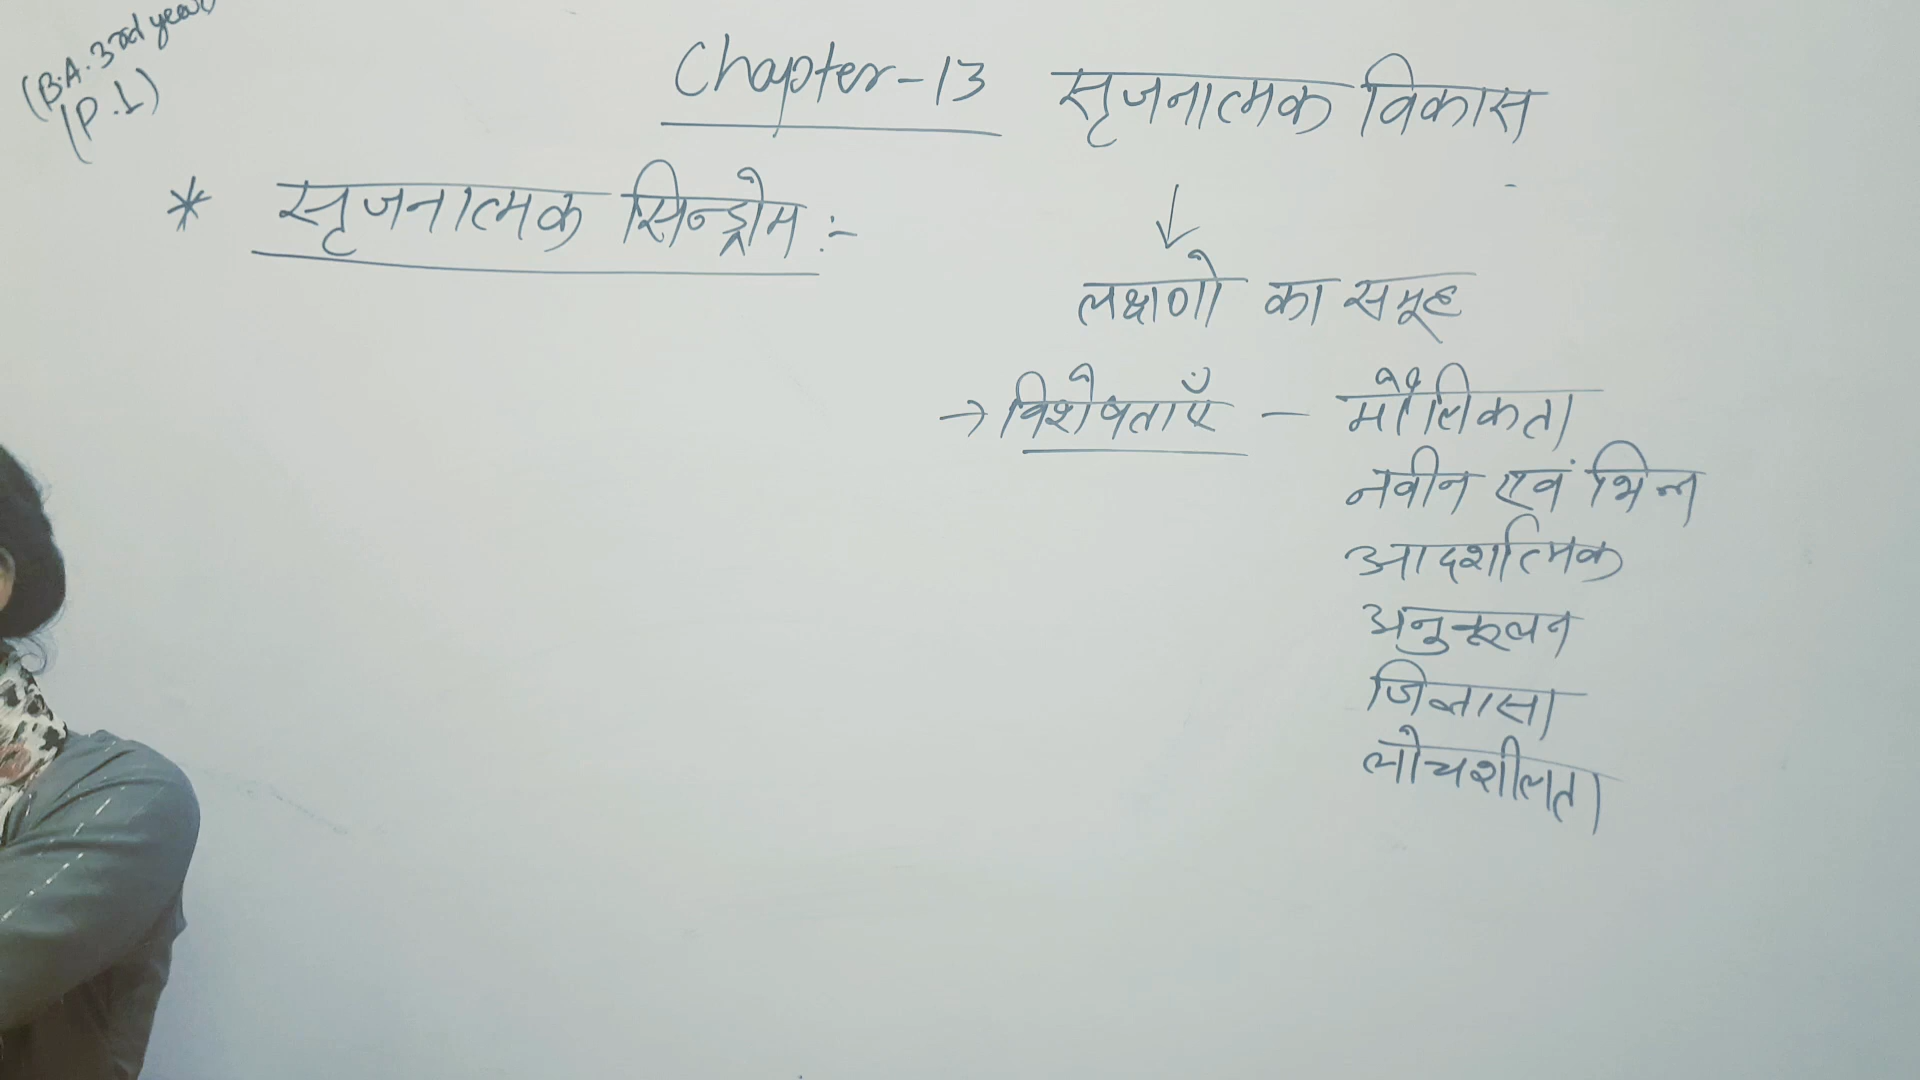 (B.A. 3rd year)
(P.1)
Chapter-13 सृजनात्मक विकास
* सृजनात्मक सिन्ड्रोम :-
↓
लक्षणो का समूह
→ विशेषताएँ – मौलिकता
नवीन एवं भिन्न
आदर्शात्मक
अनुकूलन
जिज्ञासा
लोचशीलता